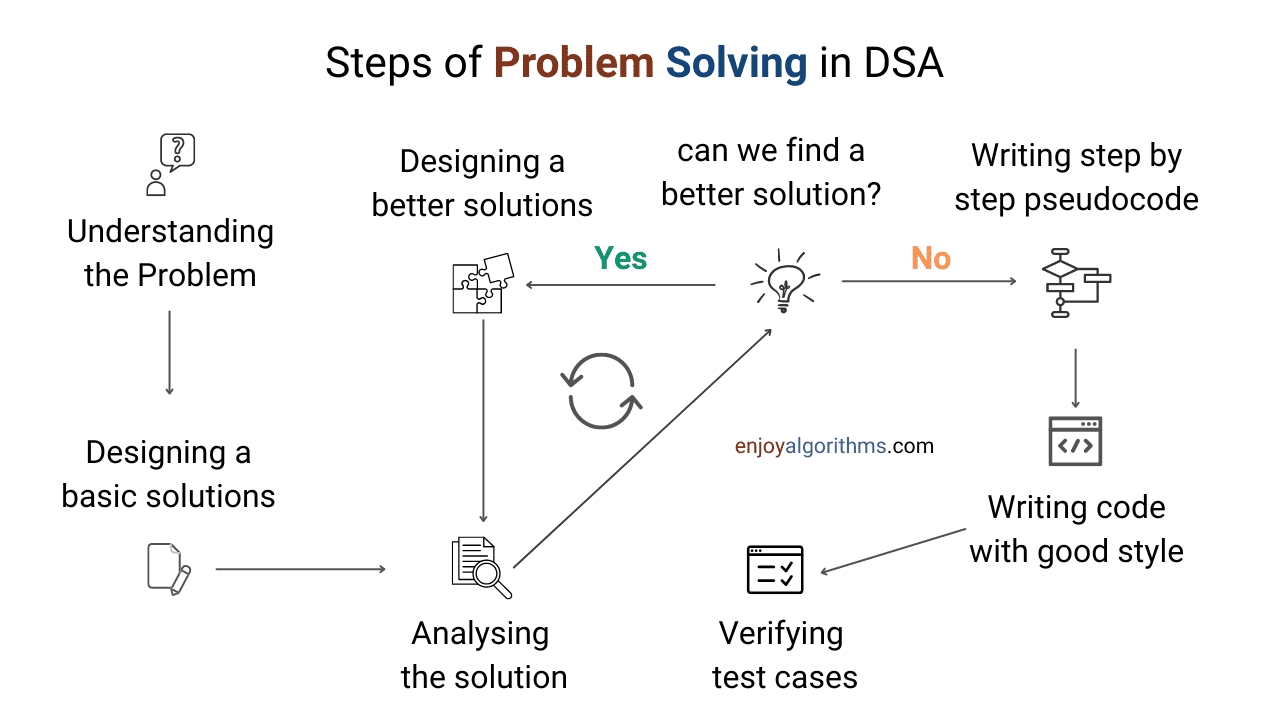 Steps of Problem Solving in DSA
Understanding
the Problem
Designing a
basic solutions
Analysing
the solution
can we find a
better solution?
Yes
Designing a
better solutions
No
Writing step by
step pseudocode
Writing code
with good style
Verifying
test cases
enjoyalgorithms.com